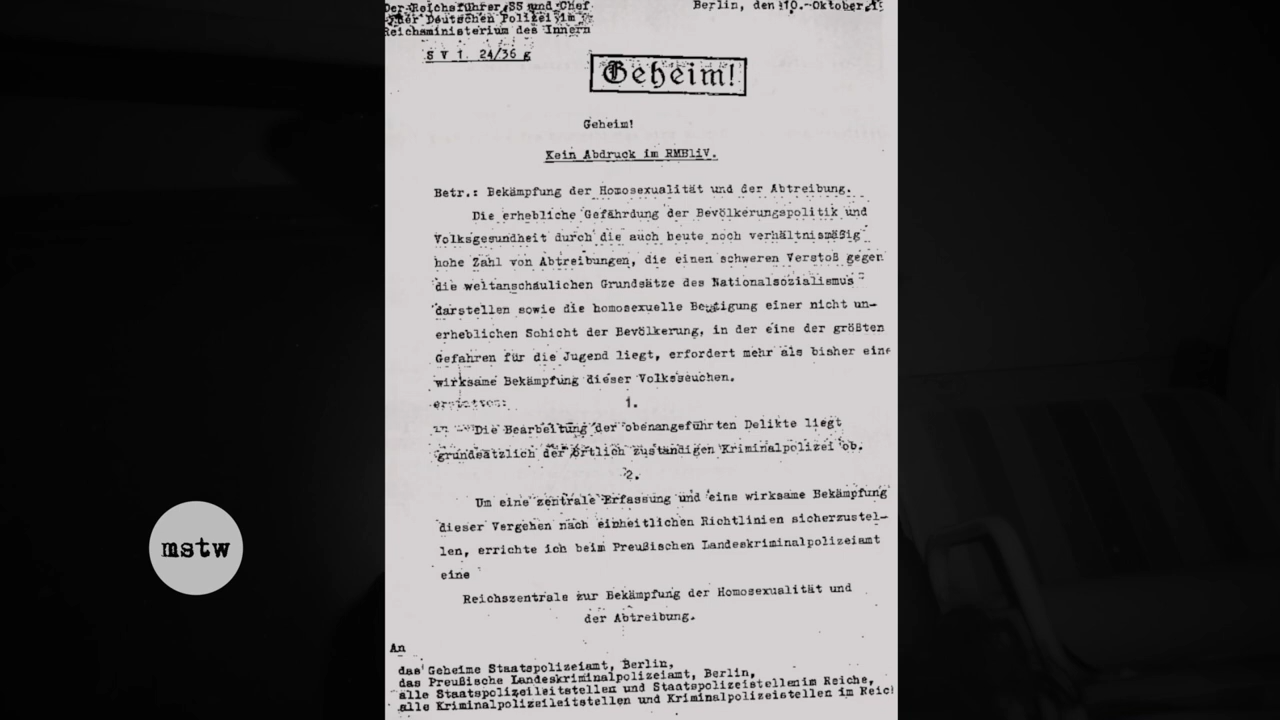 Der Reichsführer SS und Chef
der Deutschen Polizei im
Reichsministerium des Innern
Berlin, den 10. Oktober
S V 1. 24/36 g
Geheim!
Geheim!
Kein Abdruck im RMBliV.
Betr.: Bekämpfung der Homosexualität und der Abtreibung.
Die erhebliche Gefährdung der Bevölkerungspolitik und
Volksgesundheit durch die auch heute noch verhältnismäßig
hohe Zahl von Abtreibungen, die einen schweren Verstoß gegen
die weltanschaulichen Grundsätze des Nationalsozialismus
darstellen sowie die homosexuelle Betätigung einer nicht un-
erheblichen Schicht der Bevölkerung, in der eine der größten
Gefahren für die Jugend liegt, erfordert mehr als bisher eine
wirksame Bekämpfung dieser Volksseuchen.
1.
Die Bearbeitung der obenangeführten Delikte liegt
grundsätzlich der örtlich zuständigen Kriminalpolizei ob.
2.
Um eine zentrale Erfassung und eine wirksame Bekämpfung
dieser Vergehen nach einheitlichen Richtlinien sicherzustel-
len, errichte ich beim Preußischen Landeskriminalpolizeiamt
eine
Reichszentrale zur Bekämpfung der Homosexualität und
der Abtreibung.
An
das Geheime Staatspolizeiamt, Berlin,
das Preußische Landeskriminalpolizeiamt, Berlin,
alle Staatspolizeileitstellen und Staatspolizeistellen im Reiche,
alle Kriminalpolizeileitstellen und Kriminalpolizeistellen im Reich
mstw